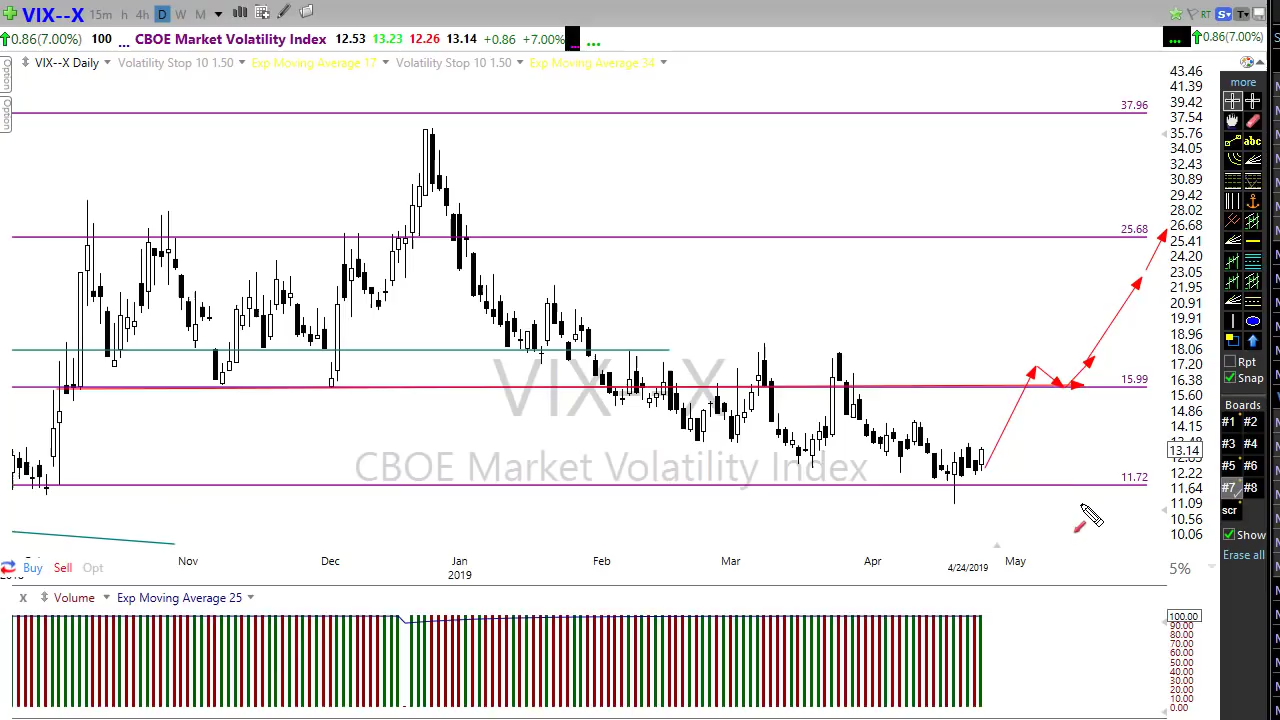 VIX--X 15m h 4h D W M RT S T
0.86(7.00%) 100 ... CBOE Market Volatility Index 12.53 13.23 12.26 13.14 +0.86 +7.00% ... ... 0.86(7.00%)
VIX--X Daily Volatility Stop 10 1.50 Exp Moving Average 17 Volatility Stop 10 1.50 Exp Moving Average 34
Option
Option
more
abc
43.46
41.39
39.42
37.96
37.54
35.76
34.05
32.43
30.89
29.42
28.02
26.68
25.68
25.41
24.20
23.05
21.95
20.91
19.91
18.96
18.06
17.20
15.99
16.38
15.60
14.86
14.15
13.14
12.22
11.72
11.64
11.09
10.56
10.06
VIX--X
CBOE Market Volatility Index
Rpt
Snap
Boards
#1 #2
#3 #4
#5 #6
#7 #8
scr
Show
Erase all
Nov Dec Jan Feb Mar Apr May
2019 4/24/2019
Buy Sell Opt 5%
X Volume Exp Moving Average 25
100.00
90.00
80.00
70.00
60.00
50.00
40.00
30.00
20.00
10.00
0.00